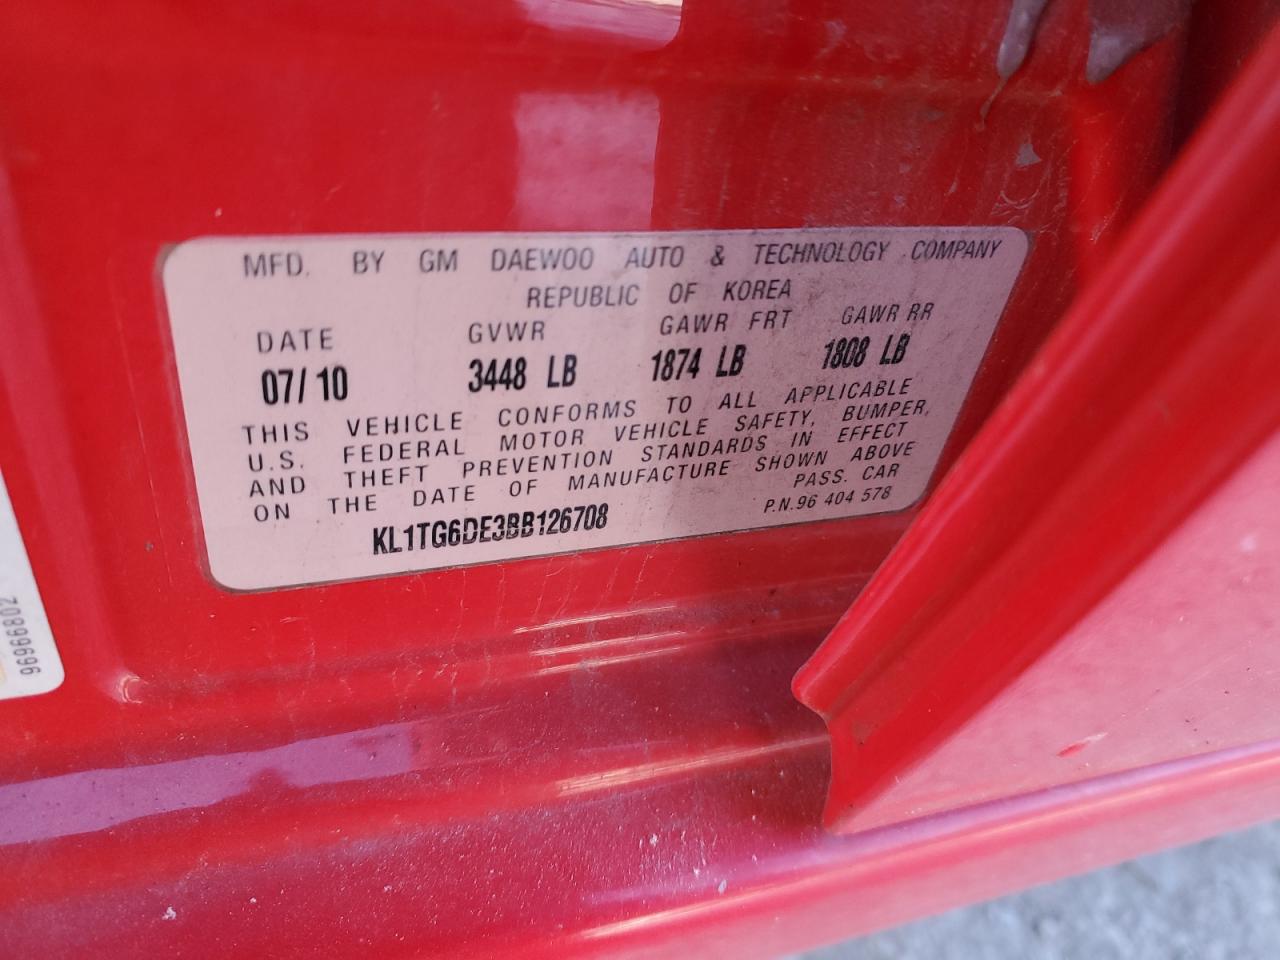 MFD. BY GM DAEWOO AUTO & TECHNOLOGY COMPANY
REPUBLIC OF KOREA
DATE GVWR GAWR FRT GAWR RR
07/10 3448 LB 1874 LB 1808 LB
THIS VEHICLE CONFORMS TO ALL APPLICABLE
U.S. FEDERAL MOTOR VEHICLE SAFETY, BUMPER,
AND THEFT PREVENTION STANDARDS IN EFFECT
ON THE DATE OF MANUFACTURE SHOWN ABOVE
PASS. CAR
KL1TG6DE3BB126708
P.N.96 404 578
96966802